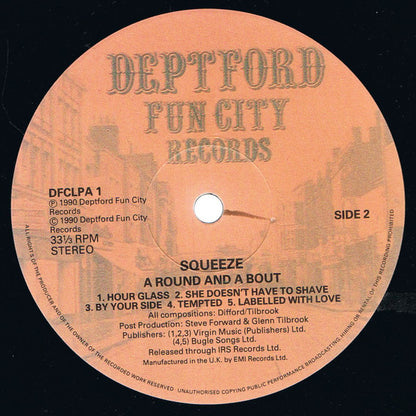 DEPTFORD
FUN CITY
RECORDS
DFCLPA 1
Ⓟ 1990 Deptford Fun City
Records
© 1990 Deptford Fun City
Records
33⅓ RPM
STEREO
SIDE 2
SQUEEZE
A ROUND AND A BOUT
1. HOUR GLASS 2. SHE DOESN'T HAVE TO SHAVE
3. BY YOUR SIDE 4. TEMPTED 5. LABELLED WITH LOVE
All compositions: Difford/Tilbrook
Post Production: Steve Forward & Glenn Tilbrook
Publishers: (1,2,3) Virgin Music (Publishers) Ltd.
(4,5) Bugle Songs Ltd.
Released through IRS Records Ltd.
Manufactured in the U.K. by EMI Records Ltd.
ALL RIGHTS OF THE PRODUCER AND OF THE OWNER OF THE RECORDED WORK RESERVED UNAUTHORISED COPYING PUBLIC PERFORMANCE BROADCASTING HIRING OR RENTAL OF THIS RECORDING PROHIBITED